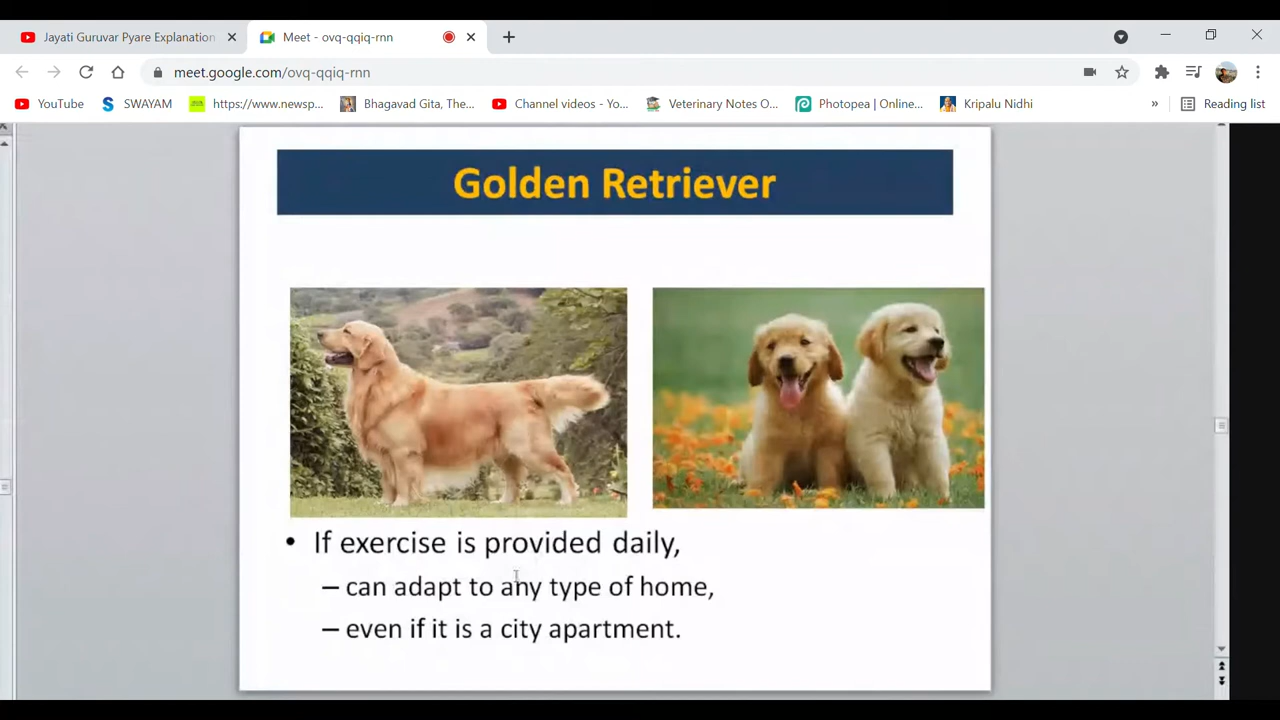 Jayati Guruvar Pyare Explanation
Meet - ovq-qqiq-rnn
meet.google.com/ovq-qqiq-rnn
YouTube
SWAYAM
https://www.newsp...
Bhagavad Gita, The...
Channel videos - Yo...
Veterinary Notes O...
Photopea | Online...
Kripalu Nidhi
»
Reading list
Golden Retriever
• If exercise is provided daily,
– can adapt to any type of home,
– even if it is a city apartment.